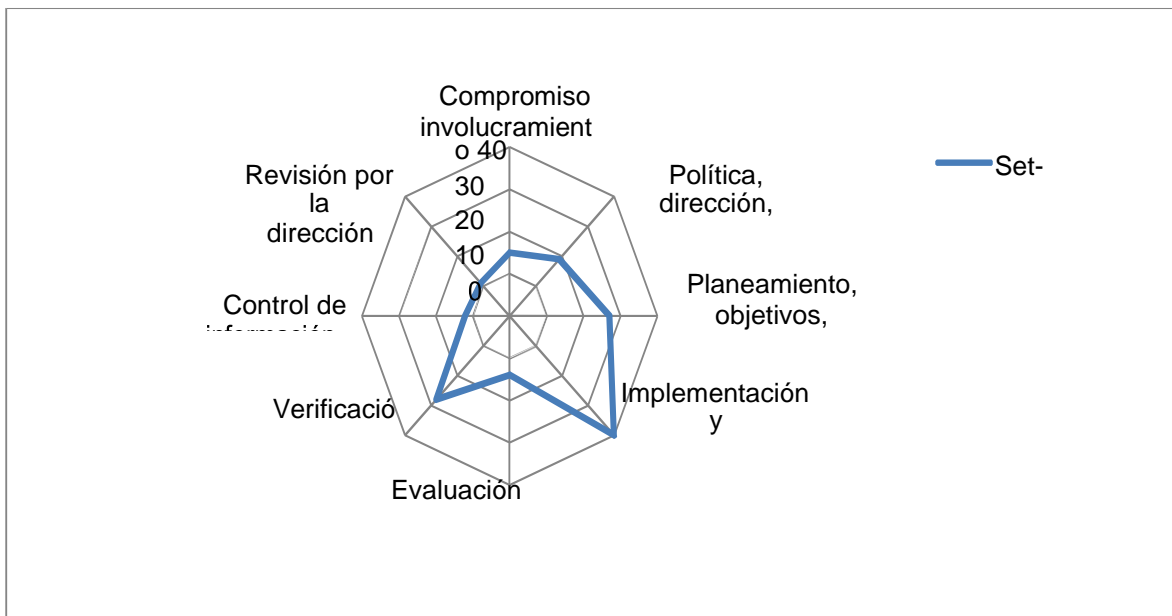 Compromiso
involucramient
o 40
30
20
10
0
Política,
dirección,
Planeamiento,
objetivos,
Implementación
y
Evaluación
Verificació
Control de
información
Revisión por
la
dirección
Set-